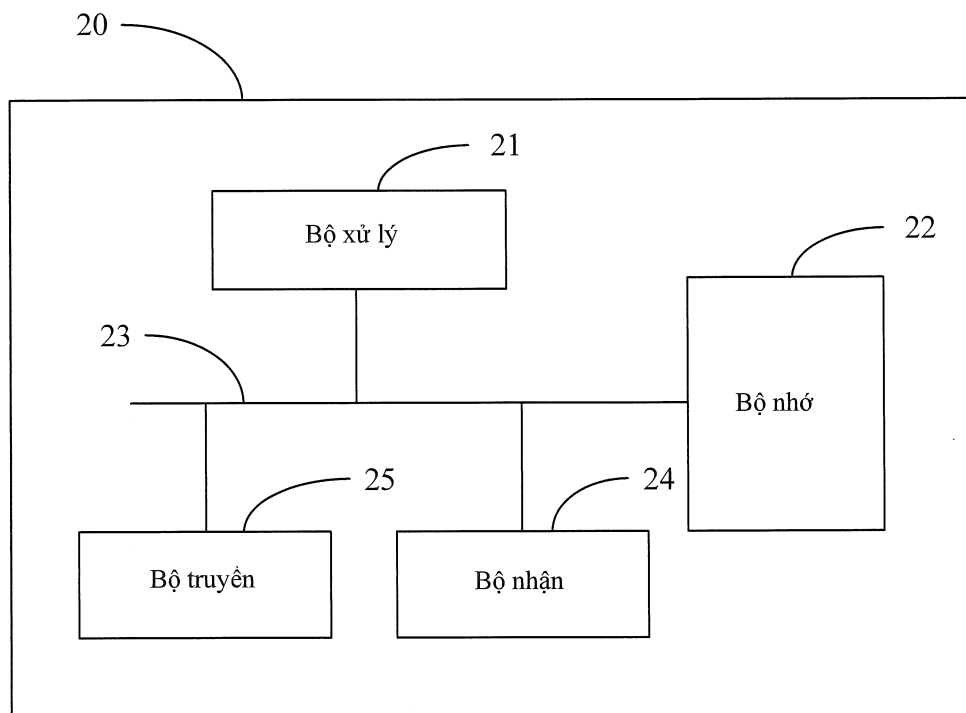 20
21
Bộ xử lý
22
23
Bộ nhớ
25
24
Bộ truyền
Bộ nhận